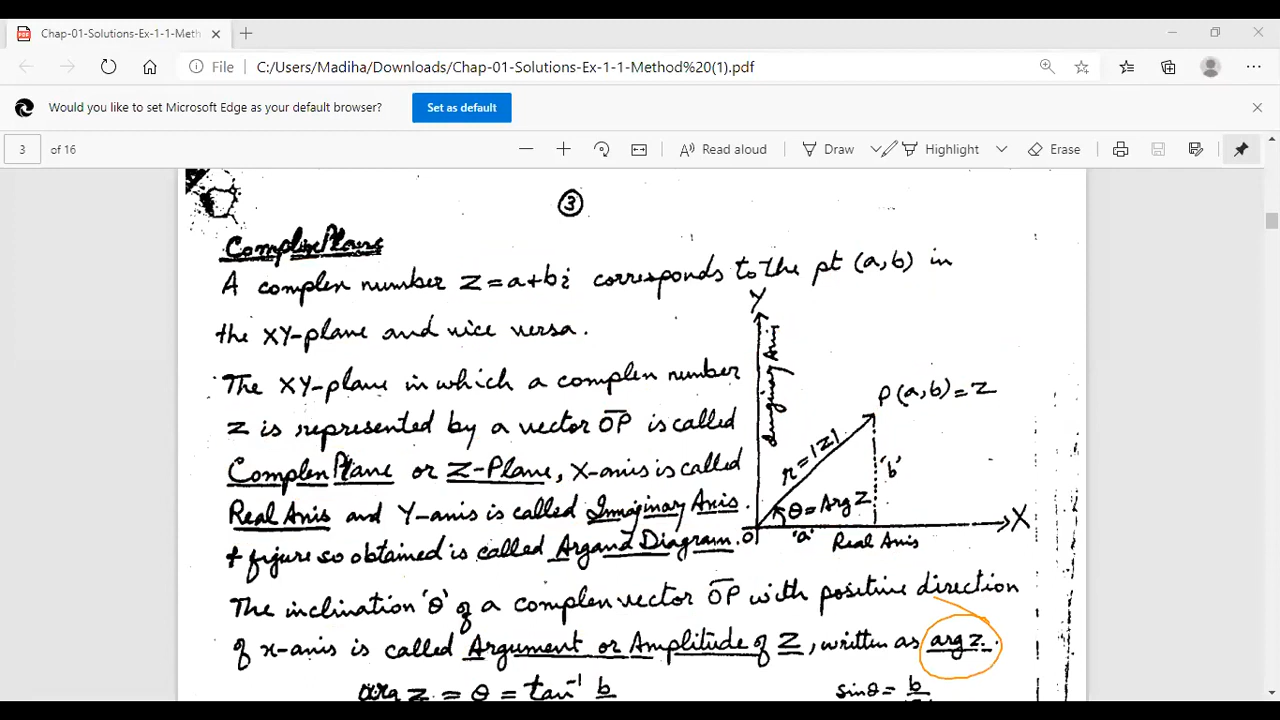 Chap-01-Solutions-Ex-1-1-Meth
File C:/Users/Madiha/Downloads/Chap-01-Solutions-Ex-1-1-Method%20(1).pdf
Would you like to set Microsoft Edge as your default browser? Set as default
3 of 16 Read aloud Draw Highlight Erase
3
Complex Plane
A complex number z=a+bi corresponds to the pt (a,b) in
the XY-plane and vice versa.
The XY-plane in which a complex number
z is represented by a vector OP is called
Complex Plane or Z-Plane, X-axis is called
Real Axis and Y-axis is called Imaginary Axis.
+ figure so obtained is called Argand Diagram.
Y
Imaginary Axis
P(a,b)=z
r=|z|
'b'
θ=Arg z
O
'a'
Real Axis
X
The inclination 'θ' of a complex vector OP with positive direction
of x-axis is called Argument or Amplitude of z, written as arg z.
arg z = θ = tan⁻¹ b
sinθ = b